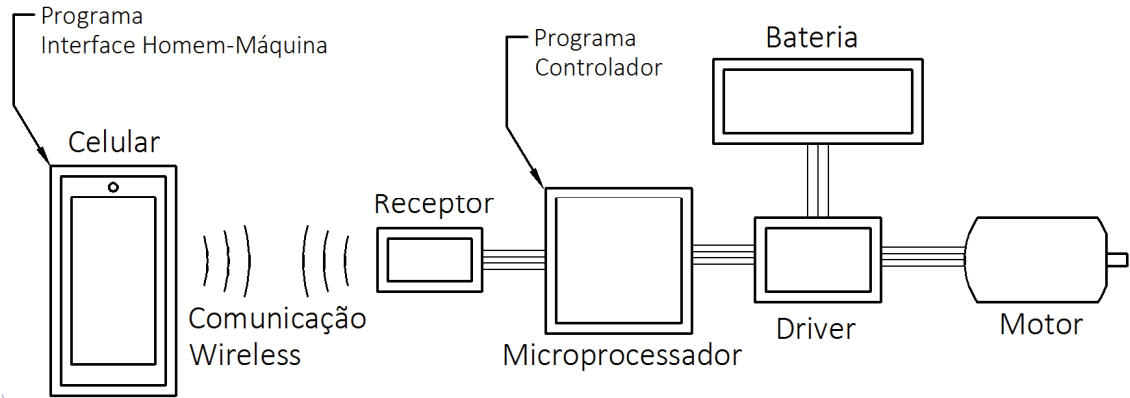 Programa
Interface Homem-Máquina
Celular
Comunicação
Wireless
Receptor
Programa
Controlador
Microprocessador
Bateria
Driver
Motor